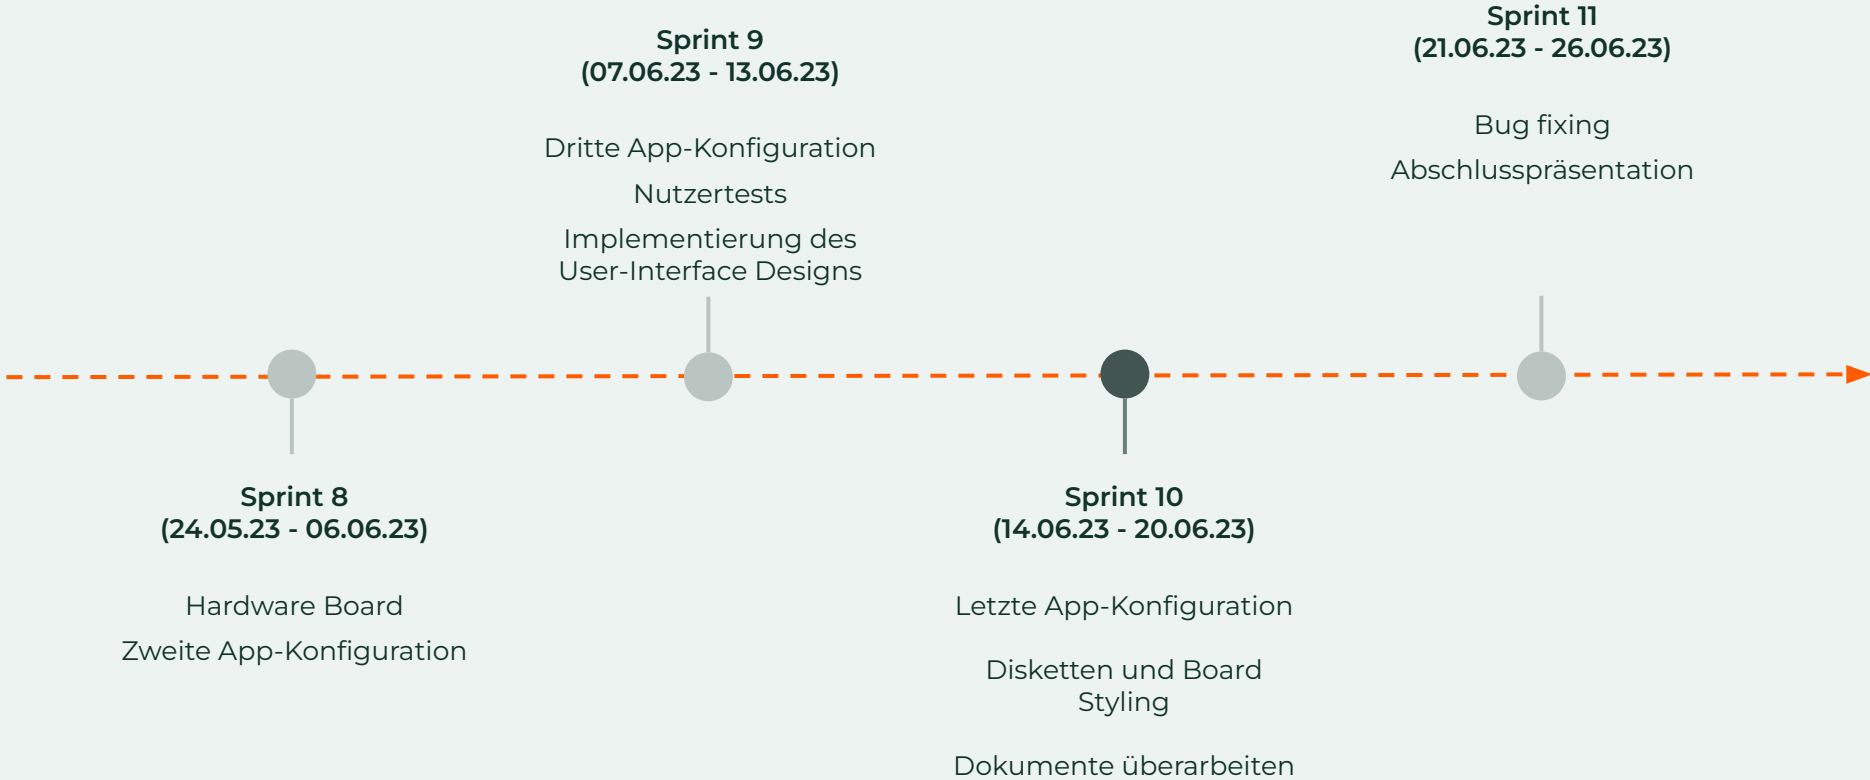 Sprint 8
(24.05.23 - 06.06.23)
Hardware Board
Zweite App-Konfiguration
Sprint 9
(07.06.23 - 13.06.23)
Dritte App-Konfiguration
Nutzertests
Implementierung des
User-Interface Designs
Sprint 10
(14.06.23 - 20.06.23)
Letzte App-Konfiguration
Disketten und Board
Styling
Dokumente überarbeiten
Sprint 11
(21.06.23 - 26.06.23)
Bug fixing
Abschlusspräsentation